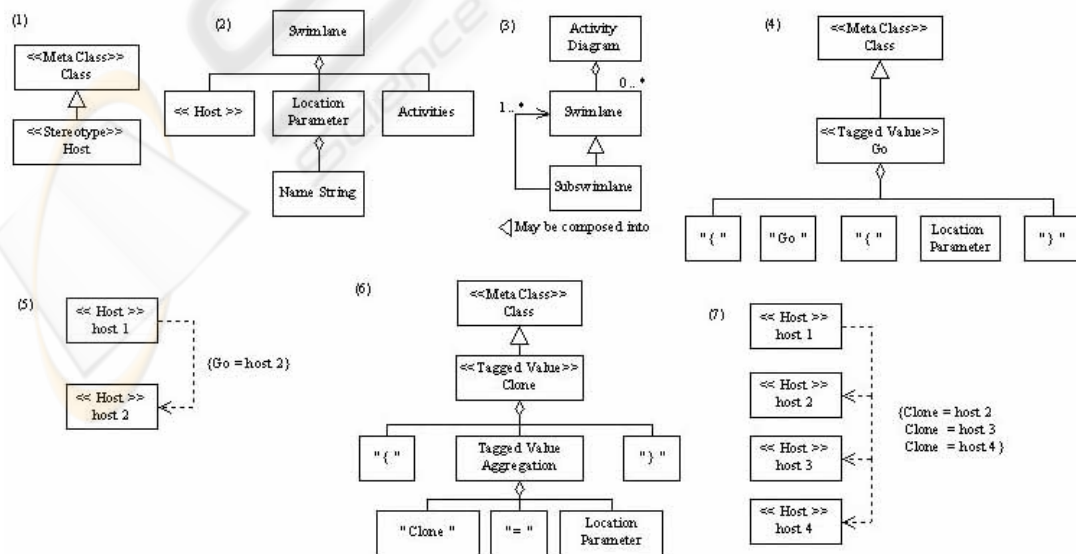 (1)
<<Meta Class>>
Class
<<Stereotype>>
Host
(2)
Swimlane
<< Host >>
Location
Parameter
Activities
Name String
(3)
Activity
Diagram
0..*
1..*
Swimlane
Subswimlane
May be composed into
(4)
<<Meta Class>>
Class
<<Tagged Value>>
Go
"{"
"Go"
"{"
Location
Parameter
"}"
(5)
<< Host >>
host 1
{Go = host 2}
<< Host >>
host 2
(6)
<<Meta Class>>
Class
<<Tagged Value>>
Clone
"{"
Tagged Value
Aggregation
"}"
"Clone"
"="
Location
Parameter
(7)
<< Host >>
host 1
<< Host >>
host 2
<< Host >>
host 3
<< Host >>
host 4
{Clone = host 2
Clone = host 3
Clone = host 4}